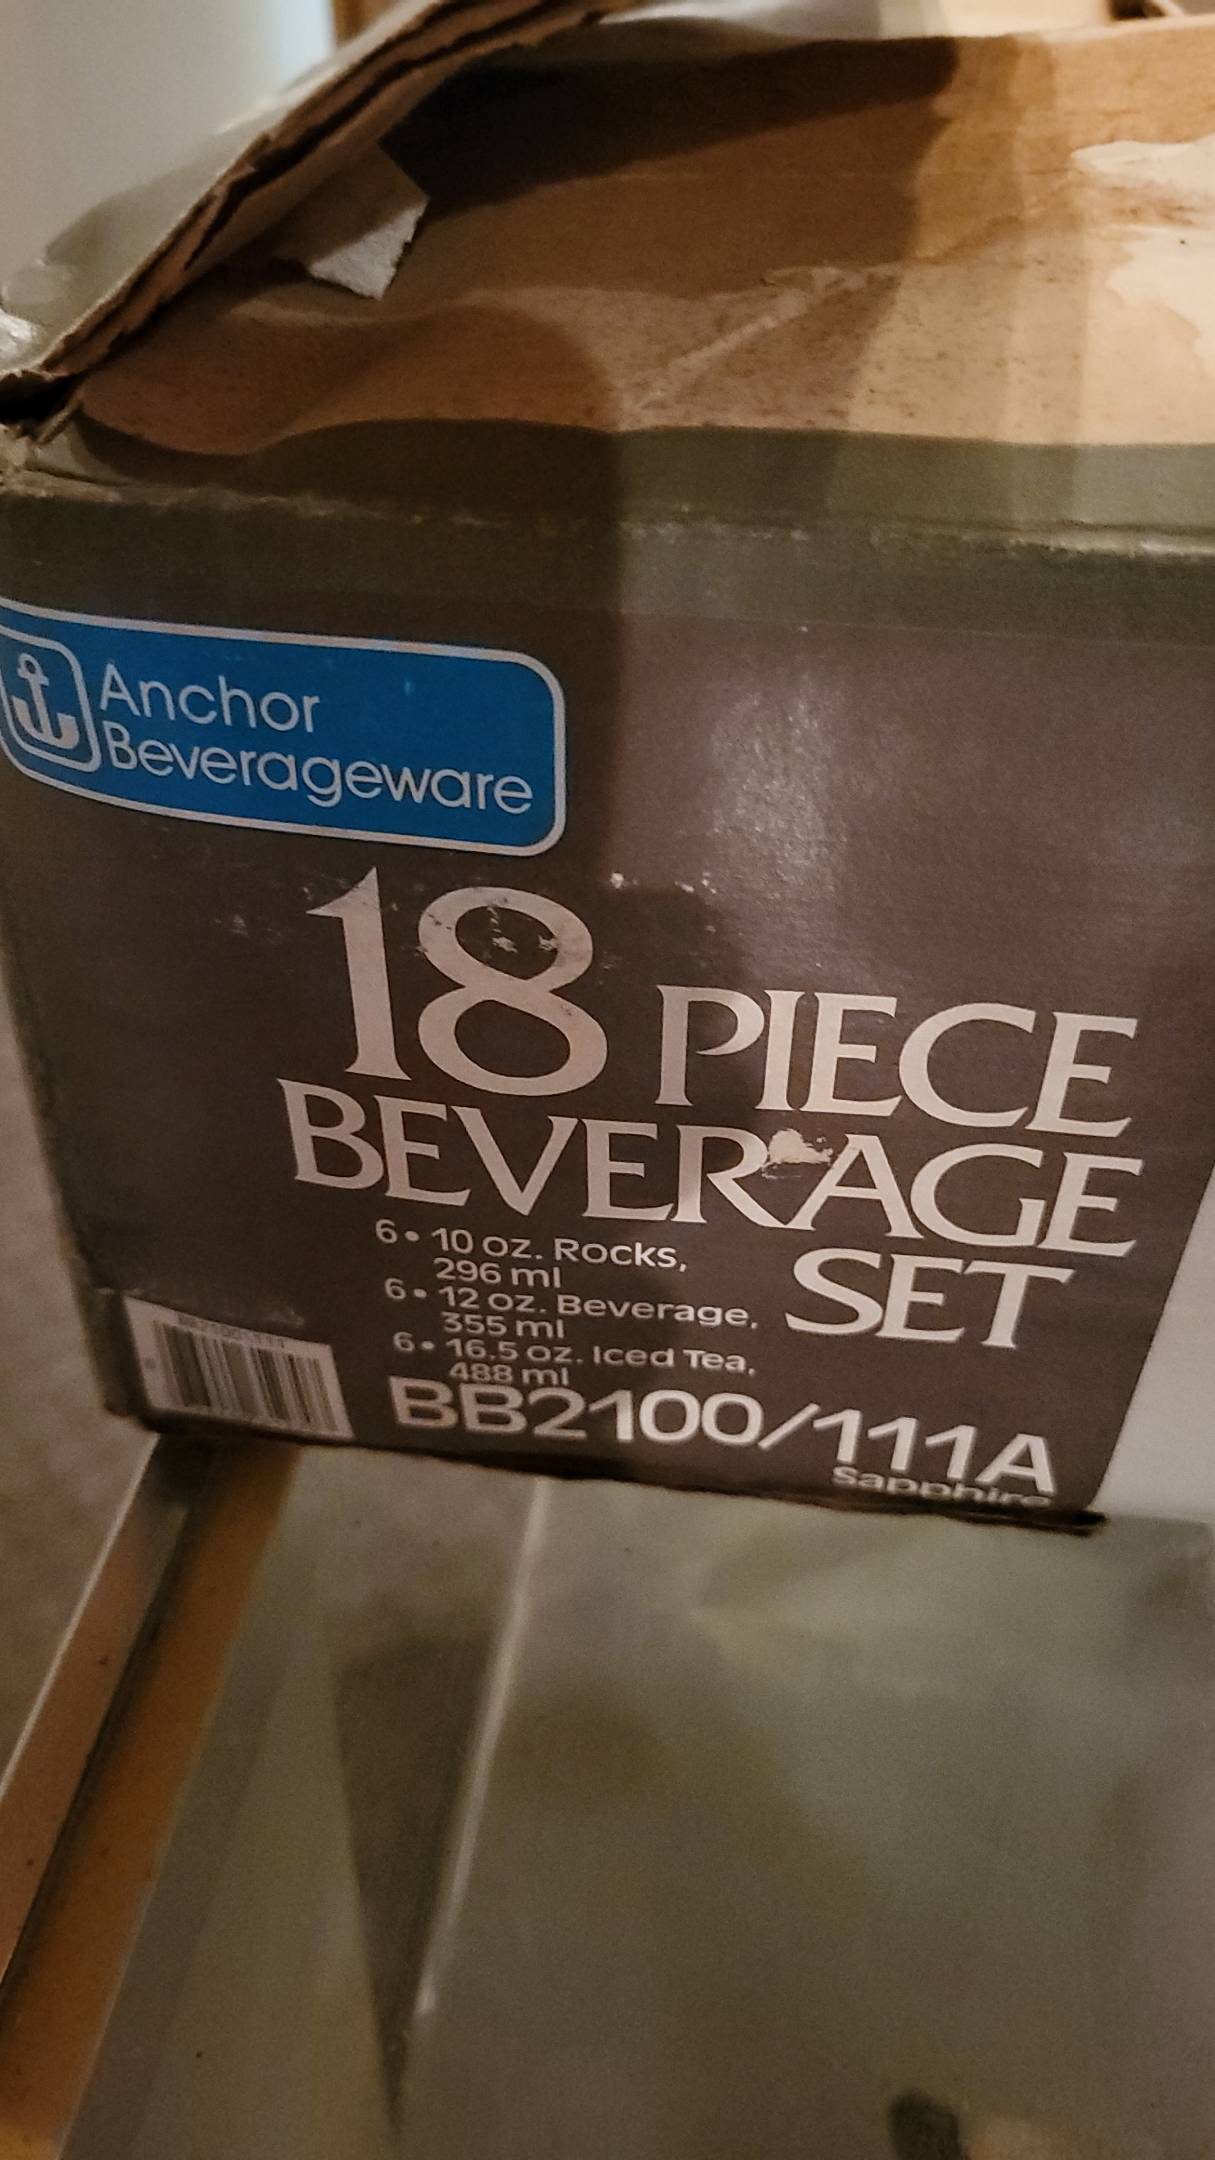 Anchor
Beverageware
18 PIECE
BEVERAGE
SET
6• 10 oz. Rocks,
296 ml
6• 12 oz. Beverage,
355 ml
6• 16.5 oz. Iced Tea,
488 ml
BB2100/111A
Sapphire